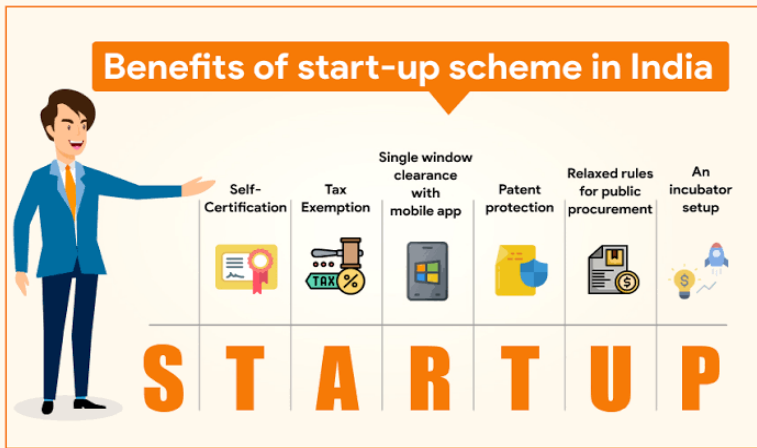 Benefits of start-up scheme in India
Self-
Certification
Tax
Exemption
Single window
clearance
with
mobile app
Patent
protection
Relaxed rules
for public
procurement
An
incubator
setup
TAX %
S T A R T U P